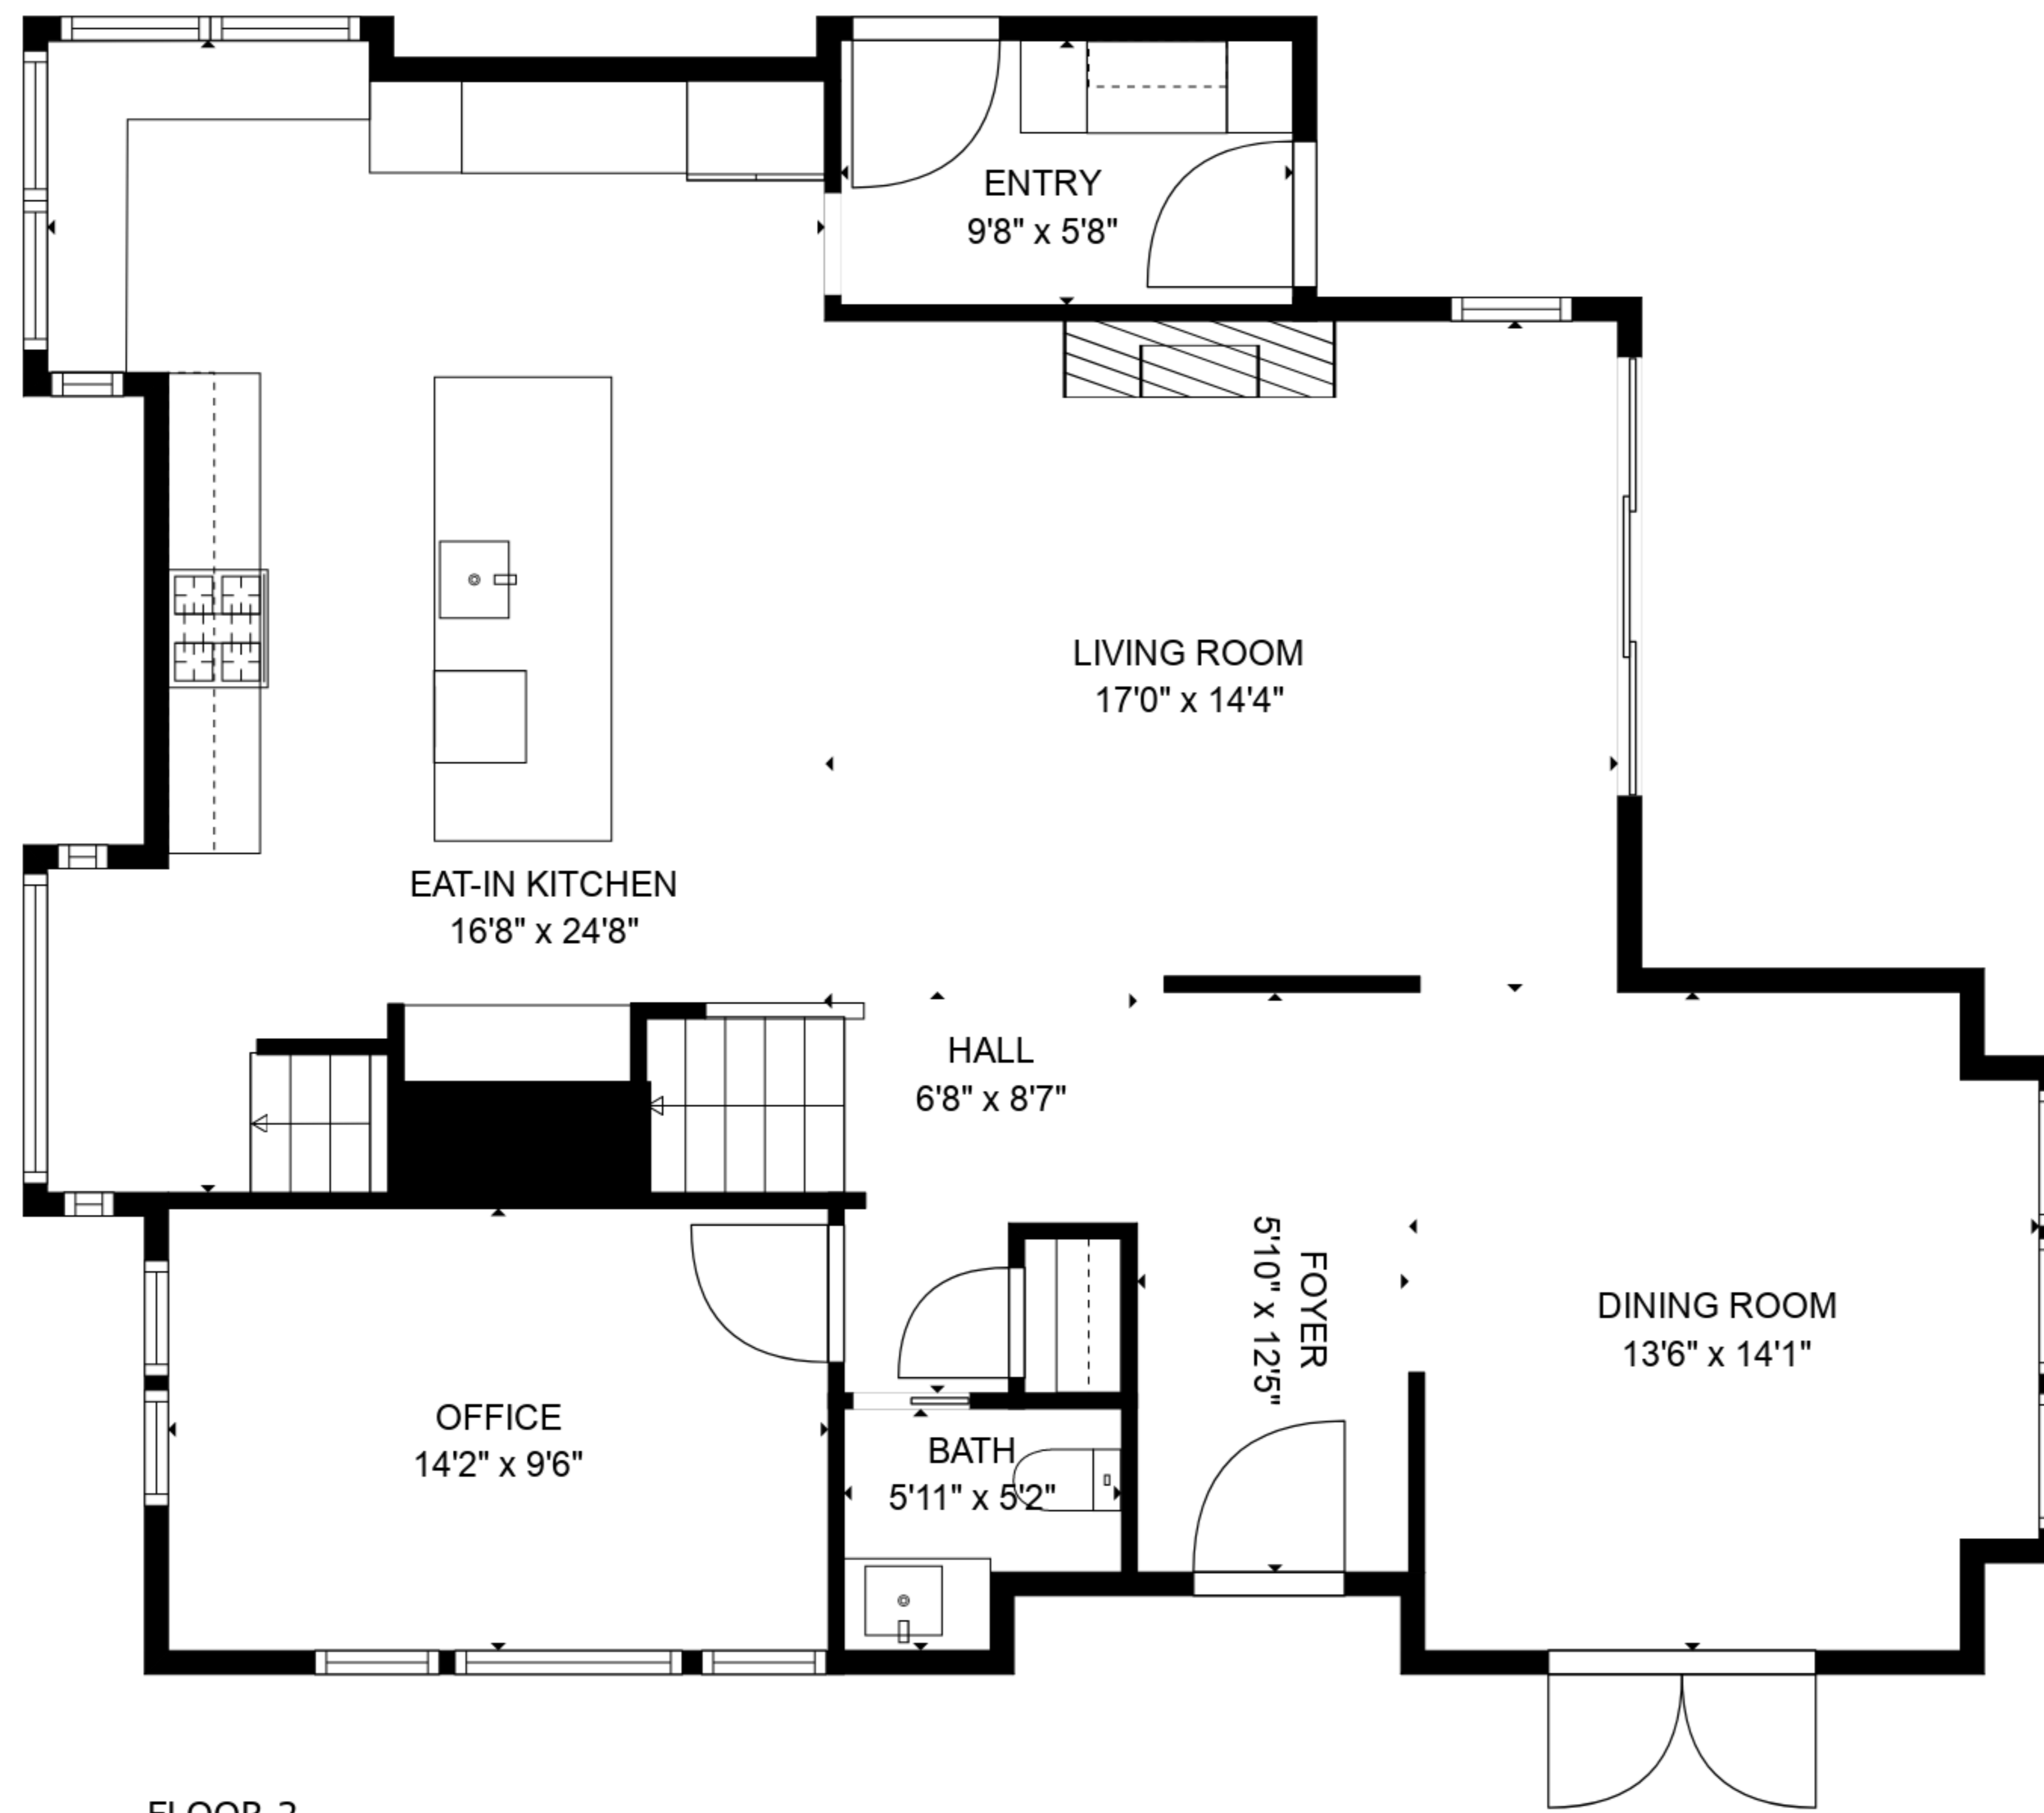 ENTRY
9'8" x 5'8"
LIVING ROOM
17'0" x 14'4"
EAT-IN KITCHEN
16'8" x 24'8"
HALL
6'8" x 8'7"
FOYER
5'10" x 12'5"
DINING ROOM
13'6" x 14'1"
OFFICE
14'2" x 9'6"
BATH
5'11" x 5'2"
FLOOR 2